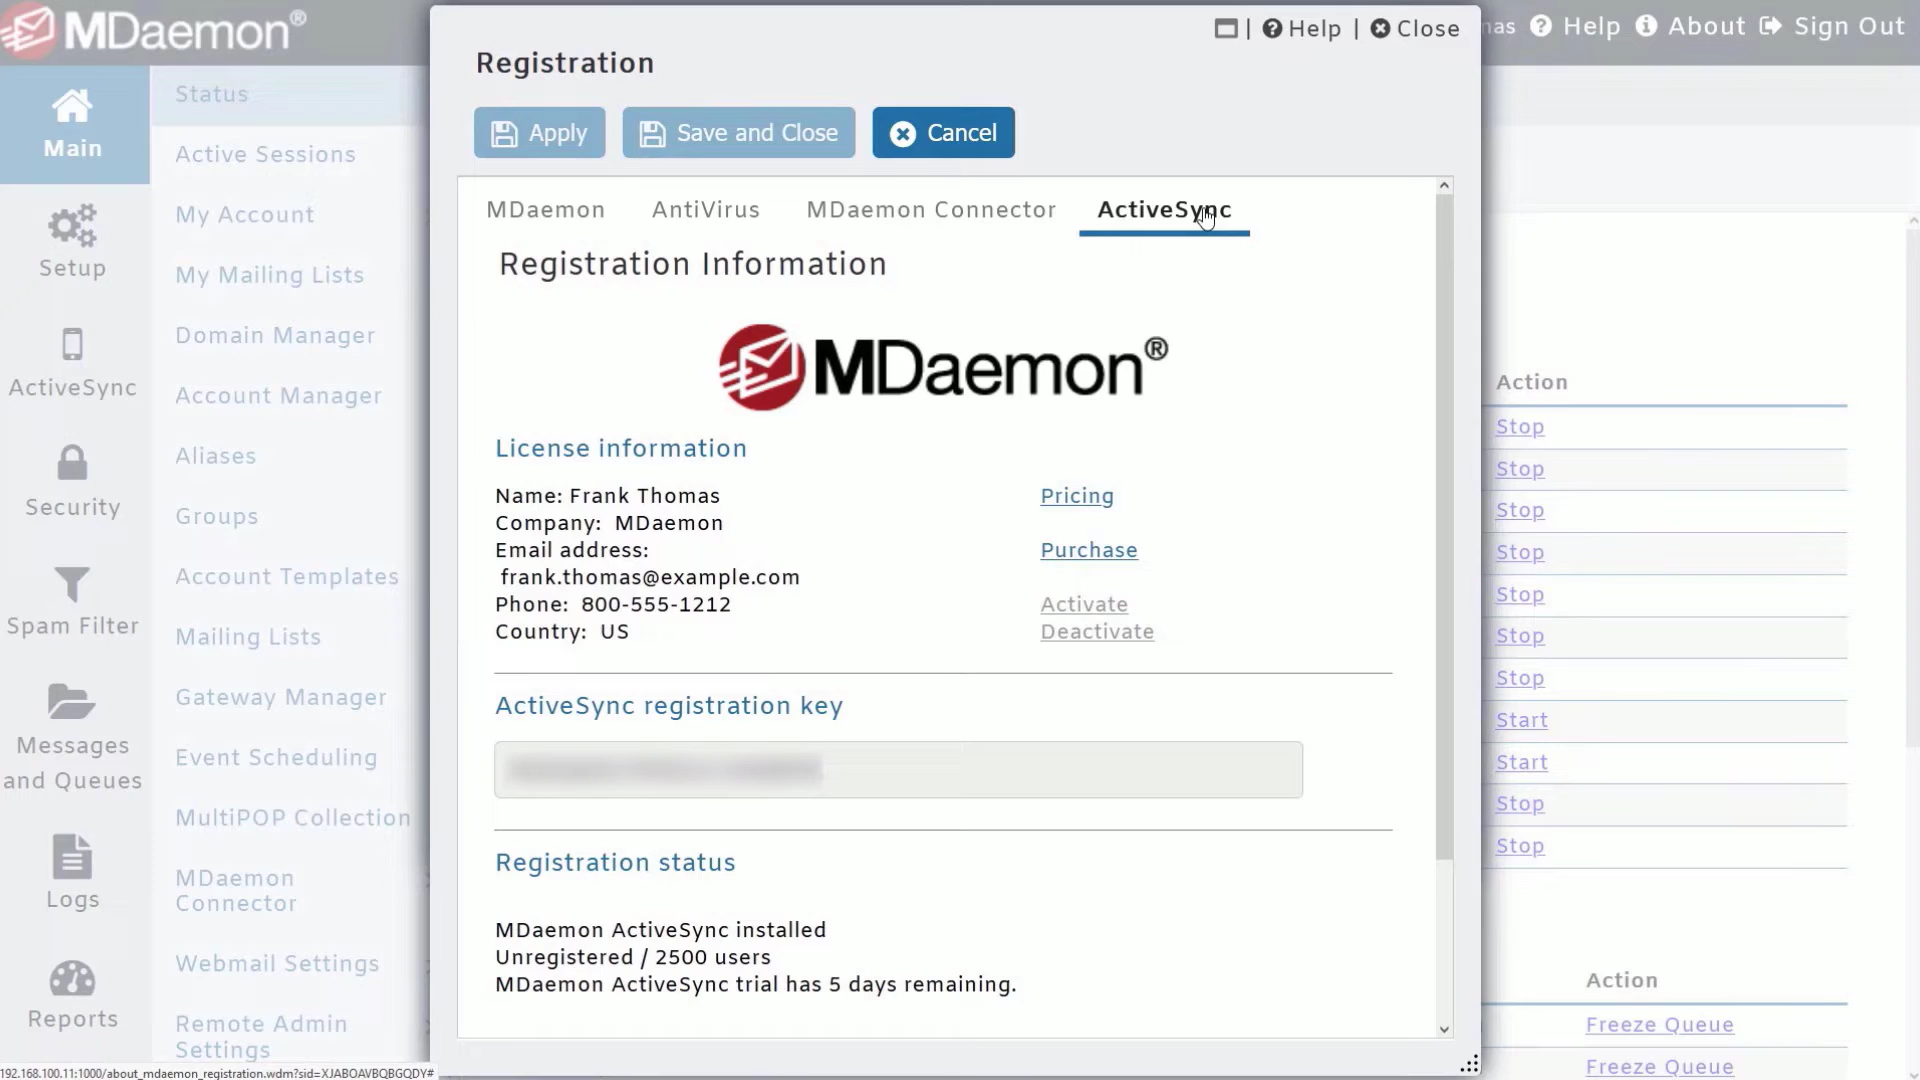 MDaemon®
Main
Setup
ActiveSync
Security
Spam Filter
Messages
and Queues
Logs
Reports
Status
Active Sessions
My Account
My Mailing Lists
Domain Manager
Account Manager
Aliases
Groups
Account Templates
Mailing Lists
Gateway Manager
Event Scheduling
MultiPOP Collection
MDaemon
Connector
Webmail Settings
Remote Admin
Settings
192.168.100.11:1000/about_mdaemon_registration.wdm?sid=XJABOAVBQBGQDY#
| Help | Close
Registration
Apply Save and Close Cancel
MDaemon AntiVirus MDaemon Connector ActiveSync
Registration Information
MDaemon®
License information
Name: Frank Thomas
Company: MDaemon
Email address:
frank.thomas@example.com
Phone: 800-555-1212
Country: US
Pricing
Purchase
Activate
Deactivate
ActiveSync registration key
Registration status
MDaemon ActiveSync installed
Unregistered / 2500 users
MDaemon ActiveSync trial has 5 days remaining.
Help About Sign Out
Action
Stop
Stop
Stop
Stop
Stop
Stop
Stop
Start
Start
Stop
Stop
Action
Freeze Queue
Freeze Queue